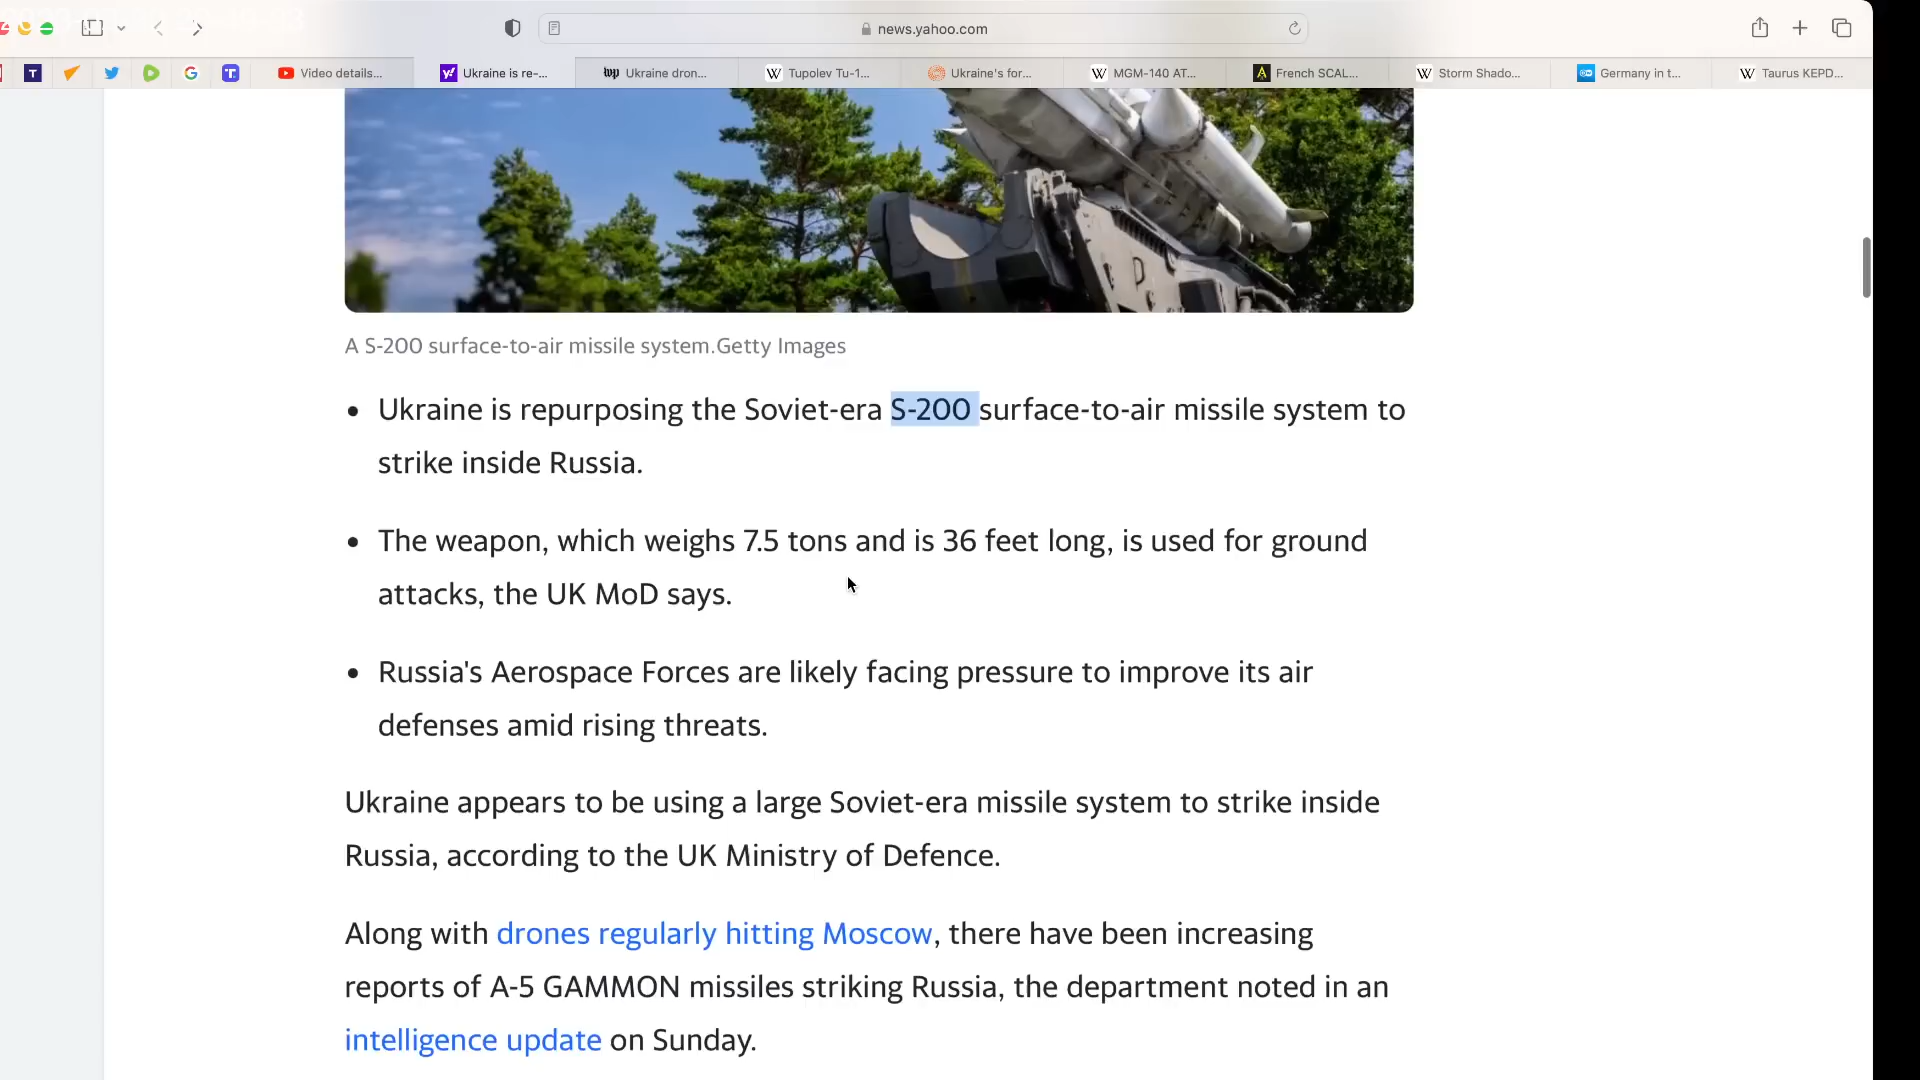 news.yahoo.com
T
G
T
Video details...
Ukraine is re-...
Ukraine dron...
W Tupolev Tu-1...
Ukraine's for...
W MGM-140 AT...
French SCAL...
W Storm Shado...
Germany in t...
W Taurus KEPD...
A S-200 surface-to-air missile system.Getty Images
• Ukraine is repurposing the Soviet-era S-200 surface-to-air missile system to
strike inside Russia.
• The weapon, which weighs 7.5 tons and is 36 feet long, is used for ground
attacks, the UK MoD says.
• Russia's Aerospace Forces are likely facing pressure to improve its air
defenses amid rising threats.
Ukraine appears to be using a large Soviet-era missile system to strike inside
Russia, according to the UK Ministry of Defence.
Along with drones regularly hitting Moscow, there have been increasing
reports of A-5 GAMMON missiles striking Russia, the department noted in an
intelligence update on Sunday.